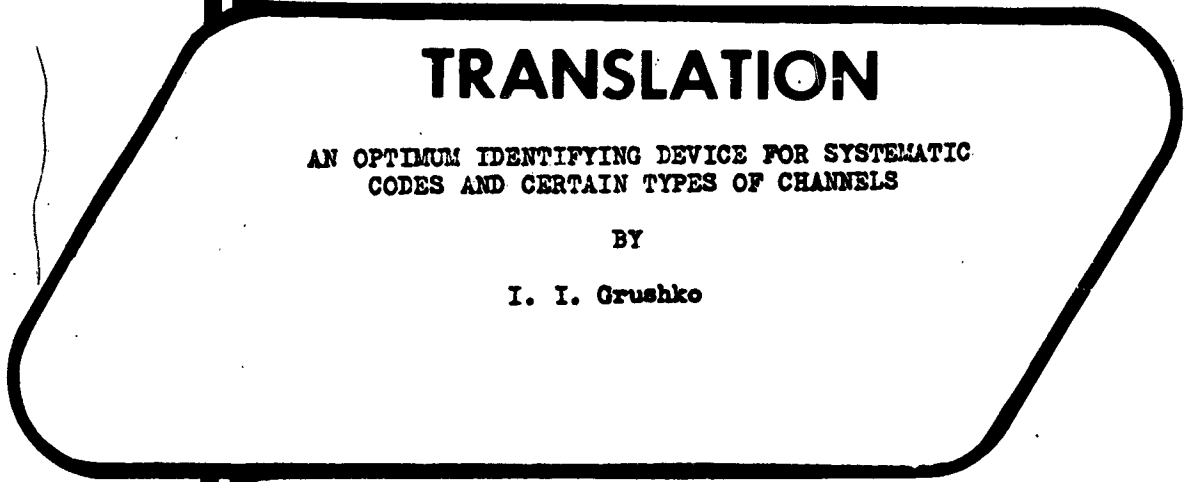 TRANSLATION
AN OPTIMUM IDENTIFYING DEVICE FOR SYSTEMATIC
CODES AND CERTAIN TYPES OF CHANNELS
BY
I. I. Grushko